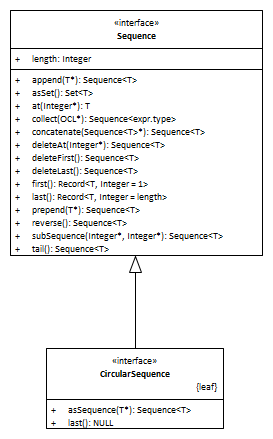 «interface»
Sequence
+ length: Integer
+ append(T*): Sequence<T>
+ asSet(): Set<T>
+ at(Integer*): T
+ collect(OCL*): Sequence<expr.type>
+ concatenate(Sequence<T>*): Sequence<T>
+ deleteAt(Integer*): Sequence<T>
+ deleteFirst(): Sequence<T>
+ deleteLast(): Sequence<T>
+ first(): Record<T, Integer = 1>
+ last(): Record<T, Integer = length>
+ prepend(T*): Sequence<T>
+ reverse(): Sequence<T>
+ subSequence(Integer*, Integer*): Sequence<T>
+ tail(): Sequence<T>
«interface»
CircularSequence
{leaf}
+ asSequence(T*): Sequence<T>
+ last(): NULL